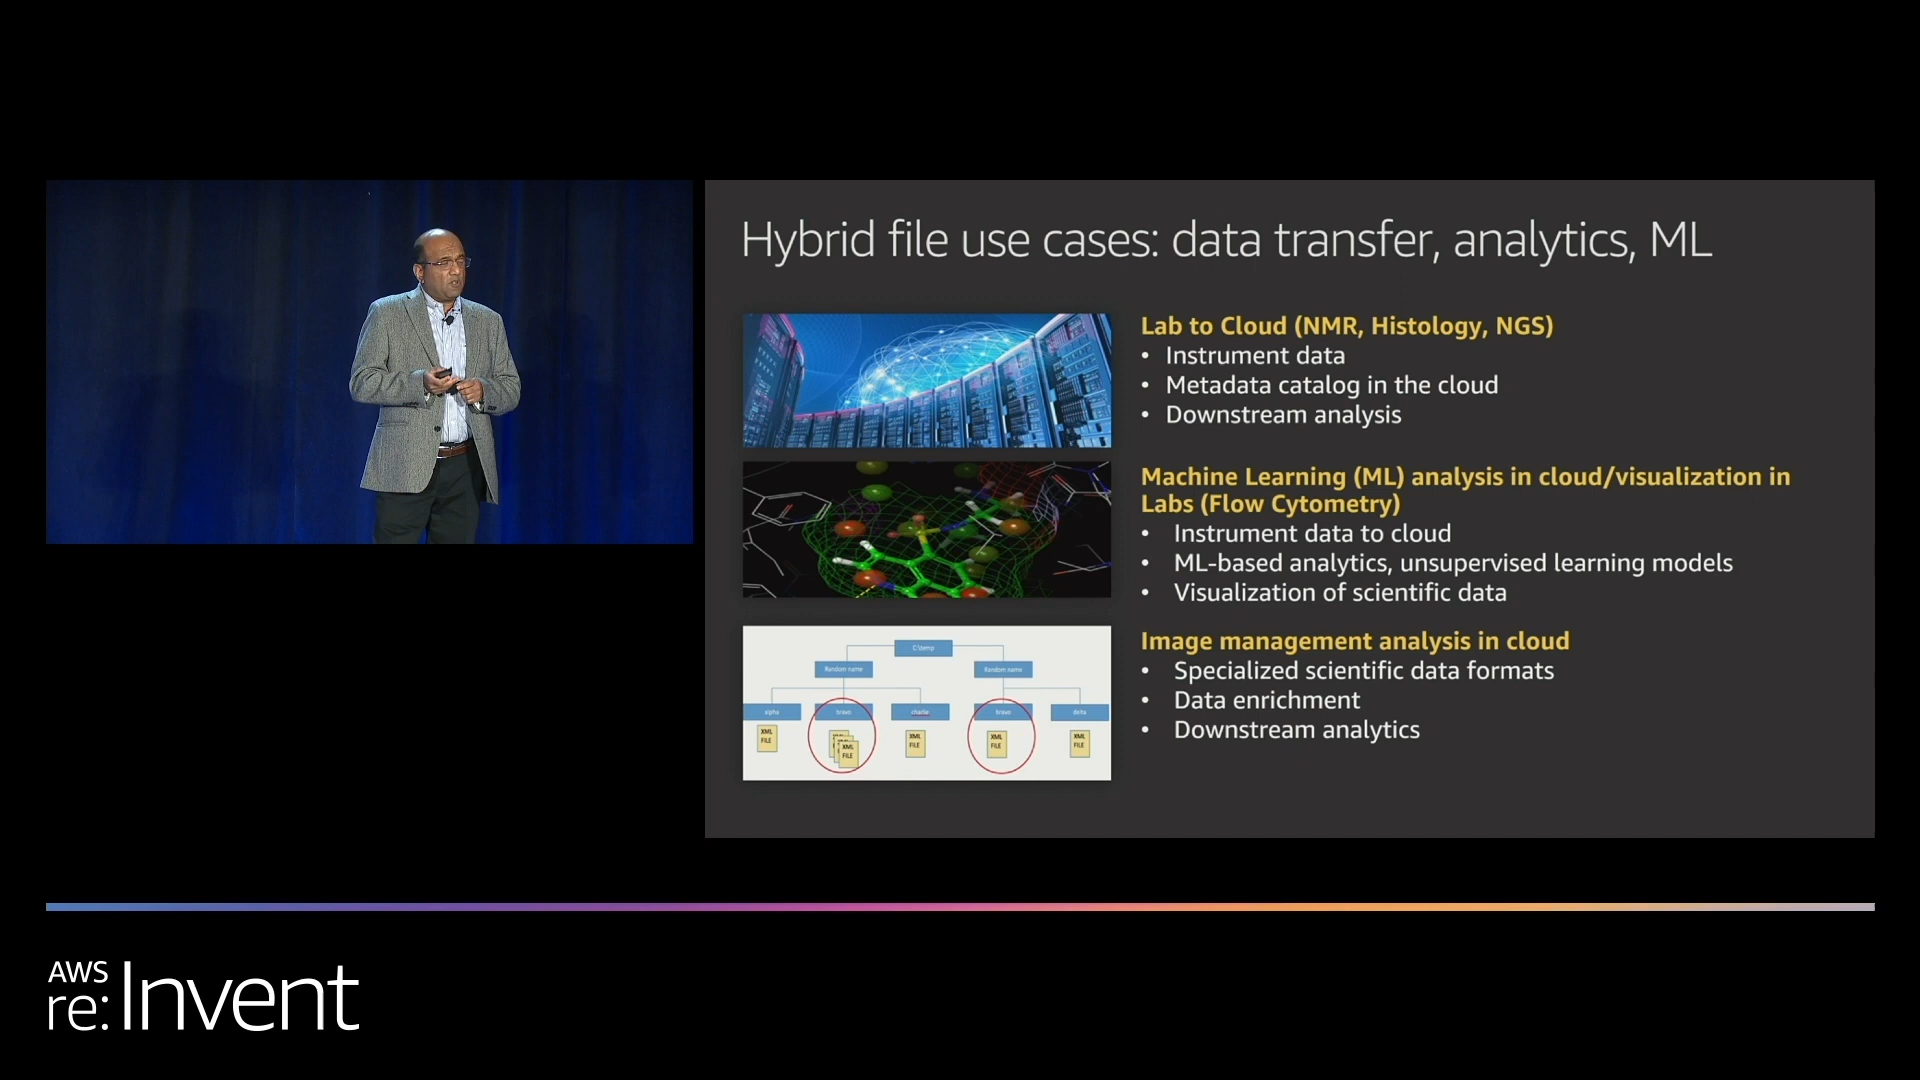 Hybrid file use cases: data transfer, analytics, ML
Lab to Cloud (NMR, Histology, NGS)
• Instrument data
• Metadata catalog in the cloud
• Downstream analysis
Machine Learning (ML) analysis in cloud/visualization in
Labs (Flow Cytometry)
• Instrument data to cloud
• ML-based analytics, unsupervised learning models
• Visualization of scientific data
C:\temp
Random name
Random name
alpha
bravo
charlie
bravo
delta
XML
FILE
XML
FILE
XML
FILE
XML
FILE
XML
FILE
Image management analysis in cloud
• Specialized scientific data formats
• Data enrichment
• Downstream analytics
AWS
re:Invent